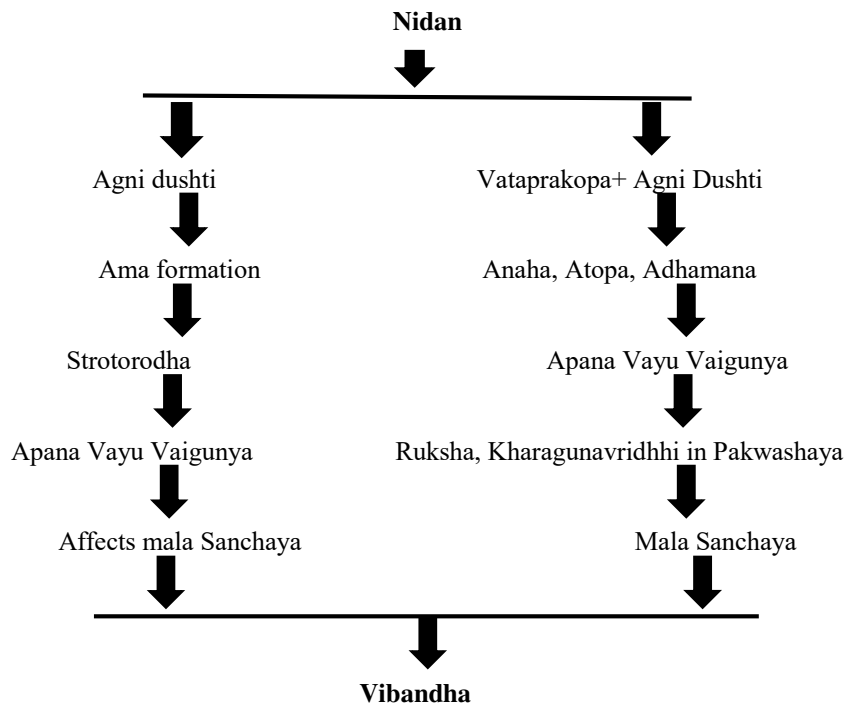 Nidan
Agni dushti
Vataprakopa+ Agni Dushti
Ama formation
Anaha, Atopa, Adhamana
Strotorodha
Apana Vayu Vaigunya
Apana Vayu Vaigunya
Ruksha, Kharagunavridhhi in Pakwashaya
Affects mala Sanchaya
Mala Sanchaya
Vibandha